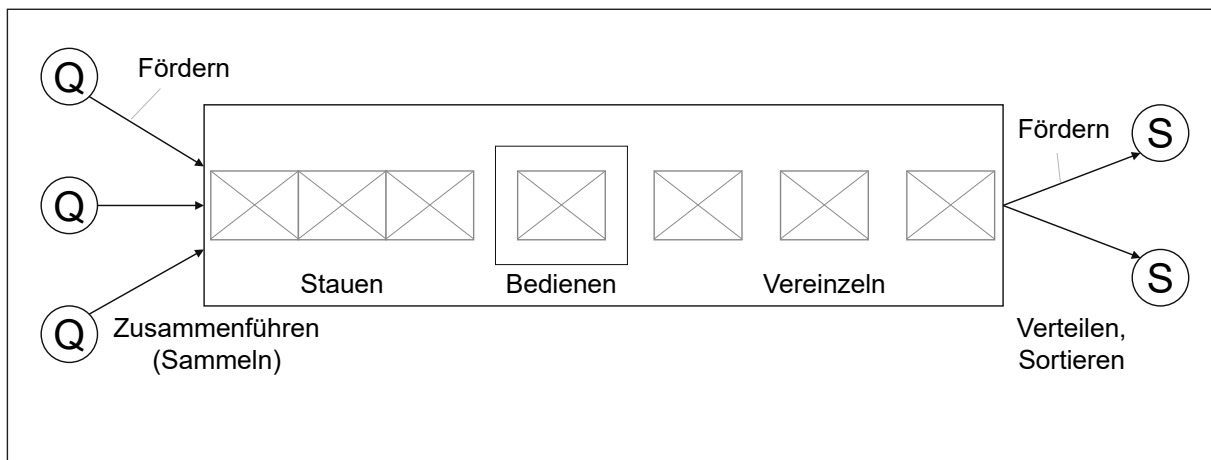 Q
Fördern
Q
Q
Stauen
Bedienen
Vereinzeln
Zusammenführen
(Sammeln)
Fördern
S
S
Verteilen,
Sortieren